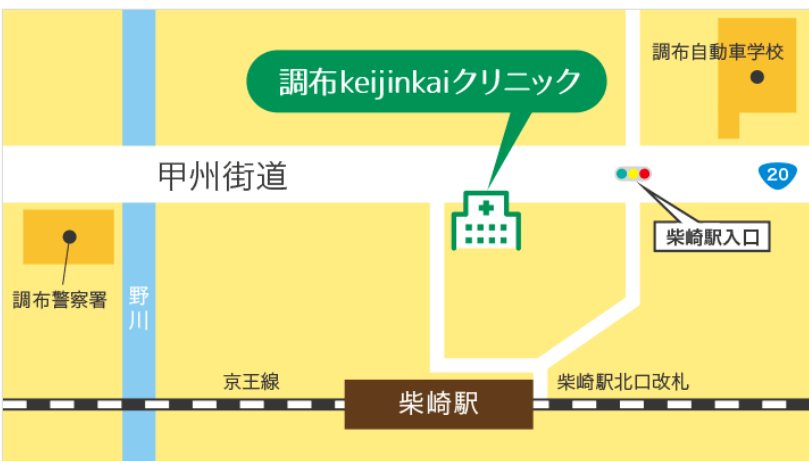 調布自動車学校
調布keijinkaiクリニック
甲州街道
20
柴崎駅入口
調布警察署
野川
京王線
柴崎駅
柴崎駅北口改札